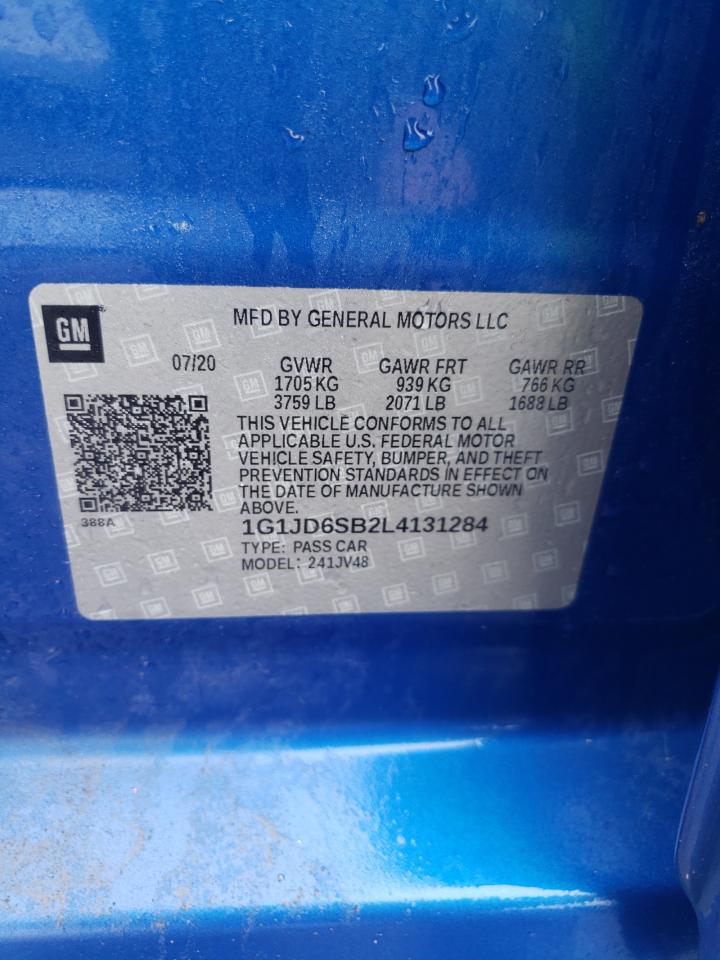 GM
MFD BY GENERAL MOTORS LLC
07/20 GVWR GAWR FRT GAWR RR
1705 KG 939 KG 766 KG
3759 LB 2071 LB 1688 LB
THIS VEHICLE CONFORMS TO ALL
APPLICABLE U.S. FEDERAL MOTOR
VEHICLE SAFETY, BUMPER, AND THEFT
PREVENTION STANDARDS IN EFFECT ON
THE DATE OF MANUFACTURE SHOWN
ABOVE.
388A
1G1JD6SB2L4131284
TYPE: PASS CAR
MODEL: 241JV48